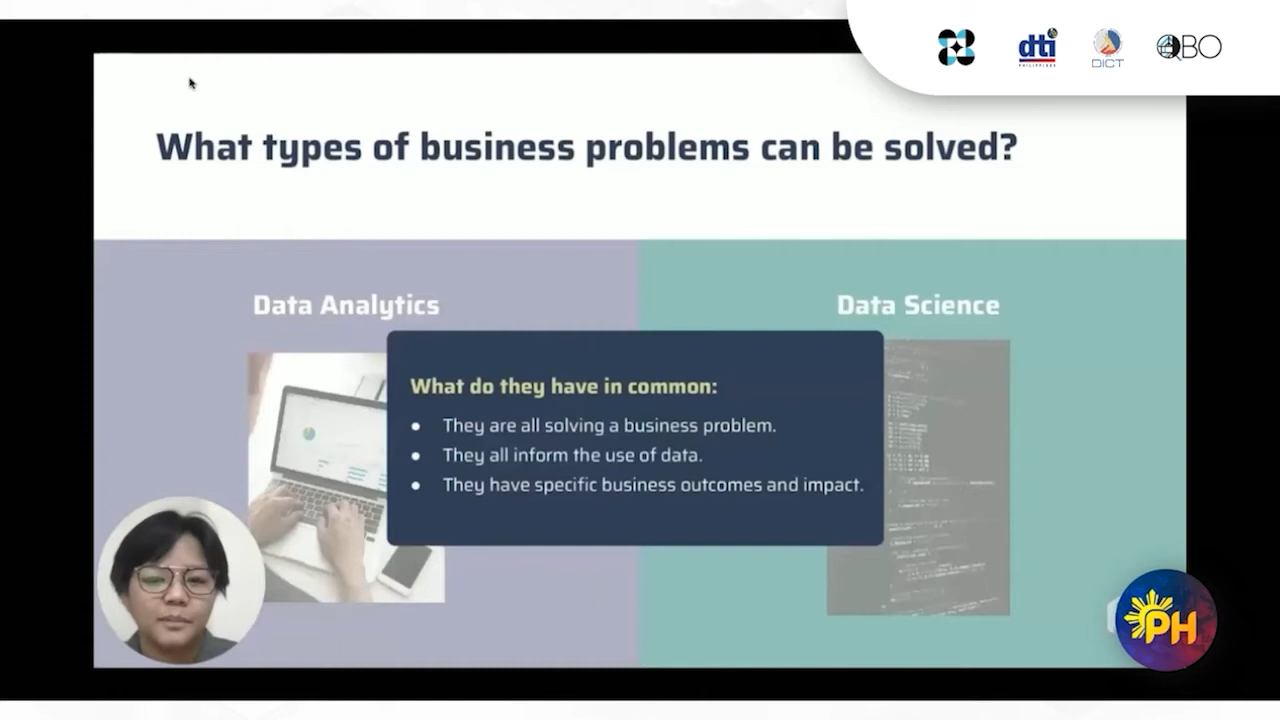 dti
PHILIPPINES
DICT
QBO
What types of business problems can be solved?
Data Analytics
Data Science
What do they have in common:
● They are all solving a business problem.
● They all inform the use of data.
● They have specific business outcomes and impact.
PH